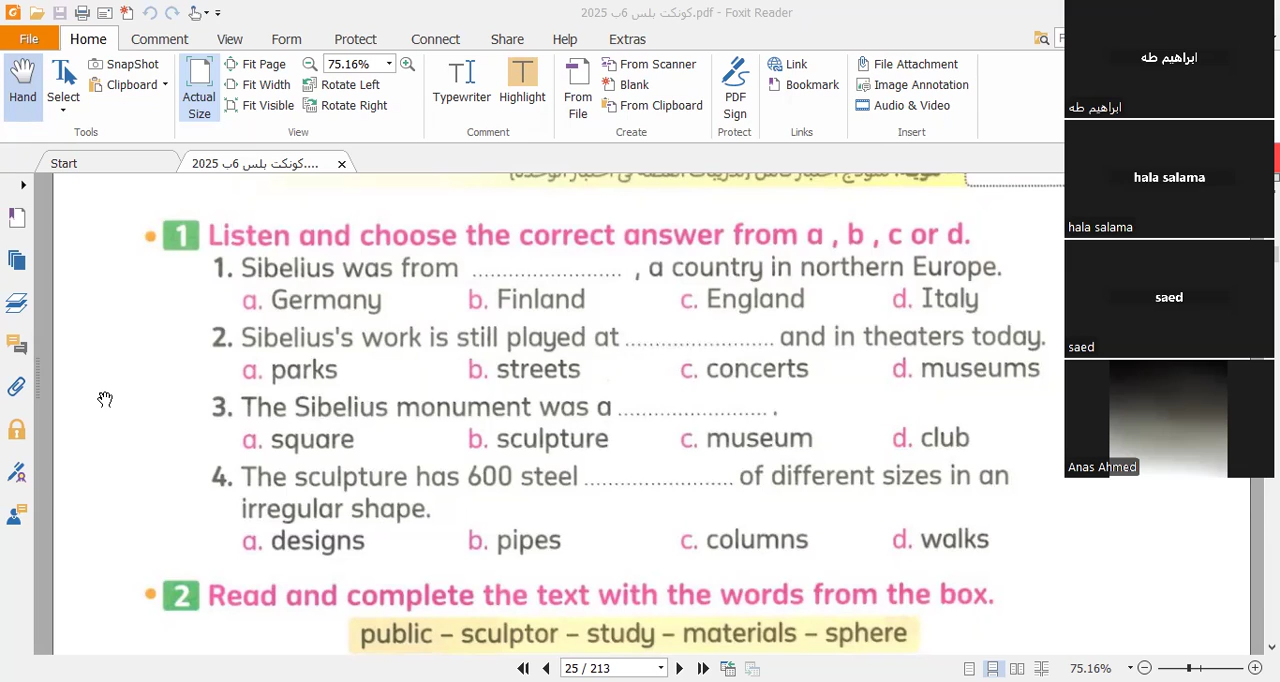 كونكت بلس 6ب 2025.pdf - Foxit Reader
File Home Comment View Form Protect Connect Share Help Extras
Hand
Select
SnapShot
Clipboard
Tools
Actual
Size
Fit Page
Fit Width
Fit Visible
75.16%
Rotate Left
Rotate Right
View
Typewriter
Highlight
Comment
From
File
From Scanner
Blank
From Clipboard
Create
PDF
Sign
Protect
Link
Bookmark
Links
File Attachment
Image Annotation
Audio & Video
Insert
Start
كونكت بلس 6ب 2025....
1 Listen and choose the correct answer from a , b , c or d.
1. Sibelius was from ........................ , a country in northern Europe.
a. Germany b. Finland c. England d. Italy
2. Sibelius's work is still played at ........................ and in theaters today.
a. parks b. streets c. concerts d. museums
3. The Sibelius monument was a ........................ .
a. square b. sculpture c. museum d. club
4. The sculpture has 600 steel ........................ of different sizes in an
irregular shape.
a. designs b. pipes c. columns d. walks
2 Read and complete the text with the words from the box.
public – sculptor – study – materials – sphere
25 / 213
75.16%
ابراهيم طه
ابراهيم طه
hala salama
hala salama
saed
saed
Anas Ahmed